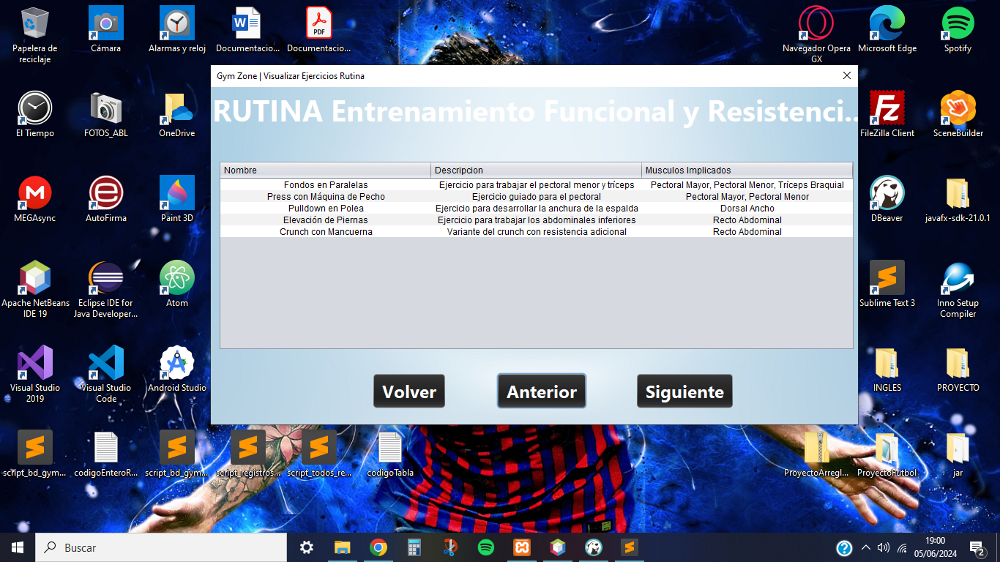 Papelera de
reciclaje
Cámara
Alarmas y reloj
Documentacio...
Documentacio...
PDF
Navegador Opera
GX
Microsoft Edge
Spotify
El Tiempo
FOTOS_ABL
OneDrive
FileZilla Client
SceneBuilder
MEGAsync
AutoFirma
Paint 3D
DBeaver
javafx-sdk-21.0.1
Apache NetBeans
IDE 19
Eclipse IDE for
Java Developer...
Atom
Sublime Text 3
Inno Setup
Compiler
Visual Studio
2019
Visual Studio
Code
Android Studio
INGLES
PROYECTO
script_bd_gym...
codigoEnteroR...
script_bd_gym...
script_registros...
script_todos_re...
codigoTabla
ProyectoArregl...
ProyectoFutbol
jar
Gym Zone | Visualizar Ejercicios Rutina
RUTINA Entrenamiento Funcional y Resistenci..
Nombre Descripcion Musculos Implicados
Fondos en Paralelas Ejercicio para trabajar el pectoral menor y tríceps Pectoral Mayor, Pectoral Menor, Tríceps Braquial
Press con Máquina de Pecho Ejercicio guiado para el pectoral Pectoral Mayor, Pectoral Menor
Pulldown en Polea Ejercicio para desarrollar la anchura de la espalda Dorsal Ancho
Elevación de Piernas Ejercicio para trabajar los abdominales inferiores Recto Abdominal
Crunch con Mancuerna Variante del crunch con resistencia adicional Recto Abdominal
Volver Anterior Siguiente
Buscar
19:00
05/06/2024
2